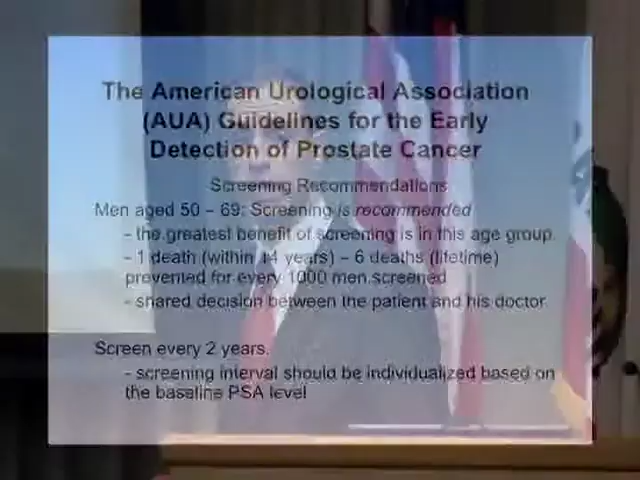 The American Urological Association
(AUA) Guidelines for the Early
Detection of Prostate Cancer
Screening Recommendations
Men aged 50 – 69: Screening is recommended
- the greatest benefit of screening is in this age group
- 1 death (within 14 years) – 6 deaths (lifetime)
prevented for every 1000 men screened
- shared decision between the patient and his doctor
Screen every 2 years.
- screening interval should be individualized based on
the baseline PSA level